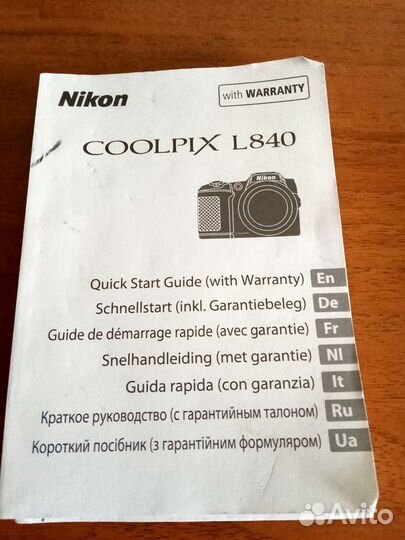 Nikon
with WARRANTY
COOLPIX L840
Nikon
Quick Start Guide (with Warranty) En
Schnellstart (inkl. Garantiebeleg) De
Guide de démarrage rapide (avec garantie) Fr
Snelhandleiding (met garantie) Nl
Guida rapida (con garanzia) It
Краткое руководство (с гарантийным талоном) Ru
Короткий посібник (з гарантійним формуляром) Ua
Avito